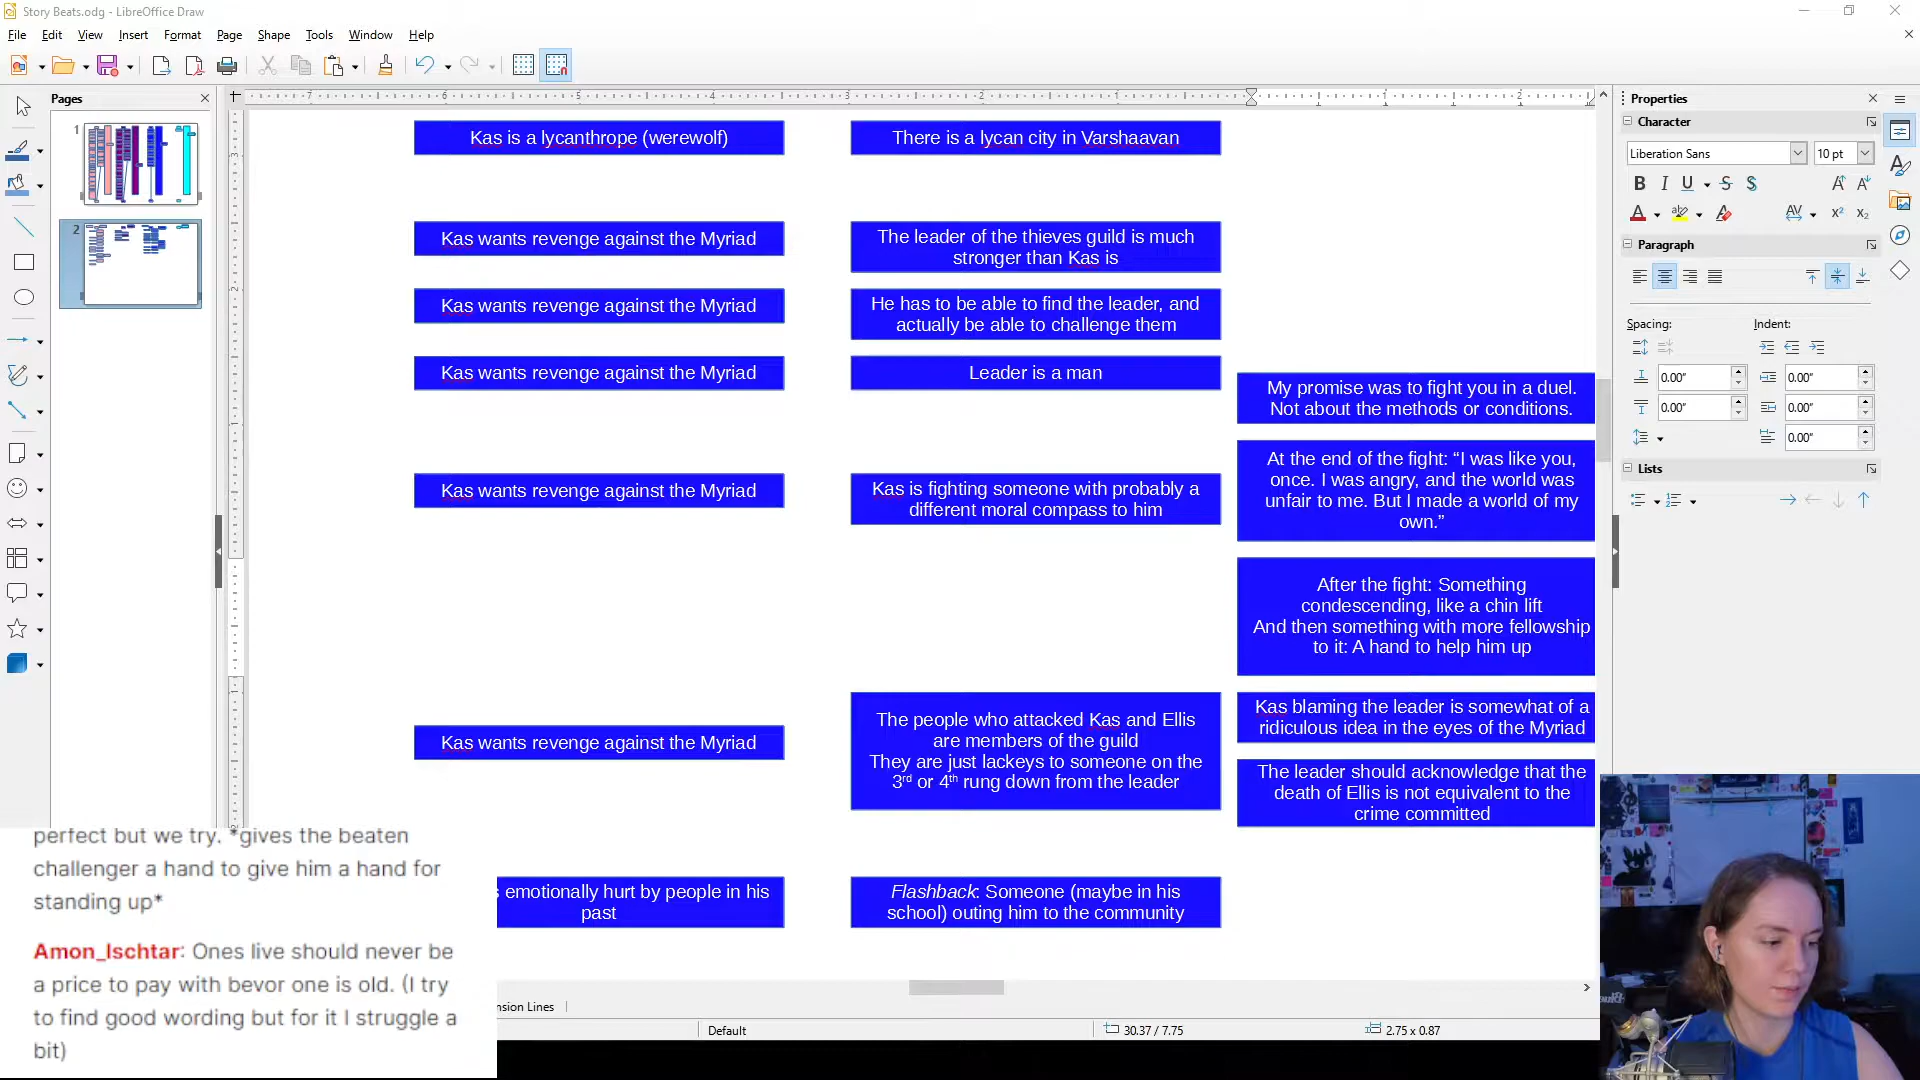 Story Beats.odg - LibreOffice Draw
File Edit View Insert Format Page Shape Tools Window Help
Pages
1
2
Kas is a lycanthrope (werewolf)
There is a lycan city in Varshaavan
Kas wants revenge against the Myriad
The leader of the thieves guild is much
stronger than Kas is
Kas wants revenge against the Myriad
He has to be able to find the leader, and
actually be able to challenge them
Kas wants revenge against the Myriad
Leader is a man
My promise was to fight you in a duel.
Not about the methods or conditions.
Kas wants revenge against the Myriad
Kas is fighting someone with probably a
different moral compass to him
At the end of the fight: “I was like you,
once. I was angry, and the world was
unfair to me. But I made a world of my
own.”
After the fight: Something
condescending, like a chin lift
And then something with more fellowship
to it: A hand to help him up
Kas wants revenge against the Myriad
The people who attacked Kas and Ellis
are members of the guild
They are just lackeys to someone on the
3rd or 4th rung down from the leader
Kas blaming the leader is somewhat of a
ridiculous idea in the eyes of the Myriad
The leader should acknowledge that the
death of Ellis is not equivalent to the
crime committed
s emotionally hurt by people in his
past
Flashback: Someone (maybe in his
school) outing him to the community
perfect but we try. *gives the beaten
challenger a hand to give him a hand for
standing up*
Amon_Ischtar: Ones live should never be
a price to pay with bevor one is old. (I try
to find good wording but for it I struggle a
bit)
nsion Lines
Default
30.37 / 7.75
2.75 x 0.87
Properties
Character
Liberation Sans
10 pt
Paragraph
Spacing:
Indent:
0.00"
0.00"
0.00"
0.00"
0.00"
Lists